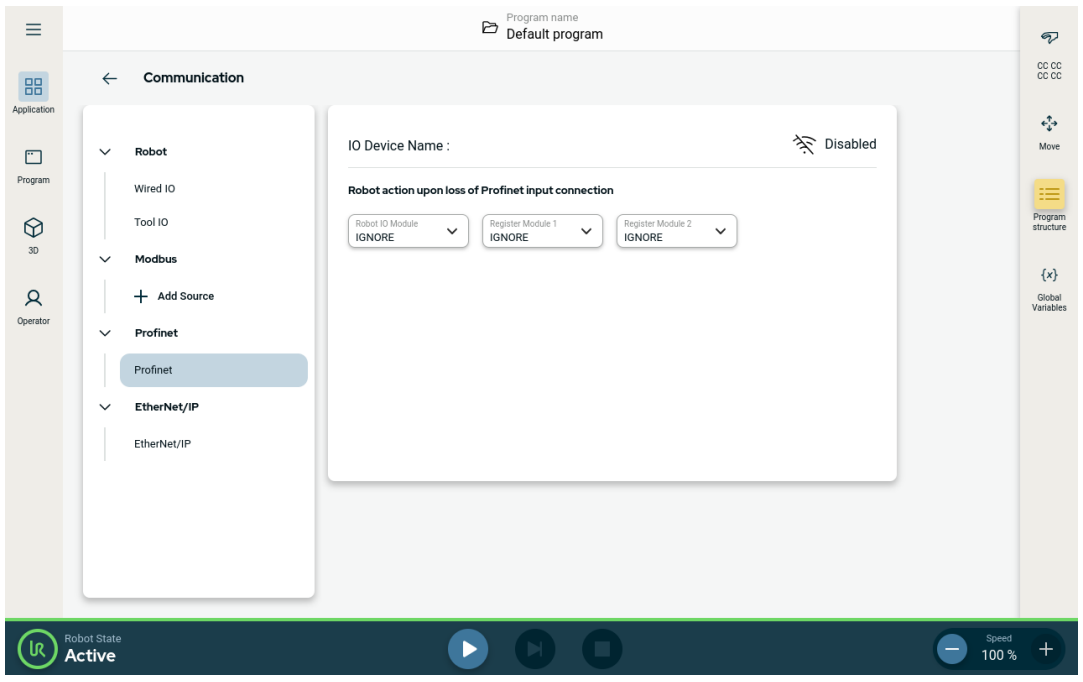 Program name
Default program
Application
Program
3D
Operator
Communication
Robot
Wired IO
Tool IO
Modbus
Add Source
Profinet
Profinet
EtherNet/IP
EtherNet/IP
IO Device Name :
Disabled
Robot action upon loss of Profinet input connection
Robot IO Module
IGNORE
Register Module 1
IGNORE
Register Module 2
IGNORE
CC CC
CC CC
Move
Program
structure
{x}
Global
Variables
UR
Robot State
Active
Speed
100 %